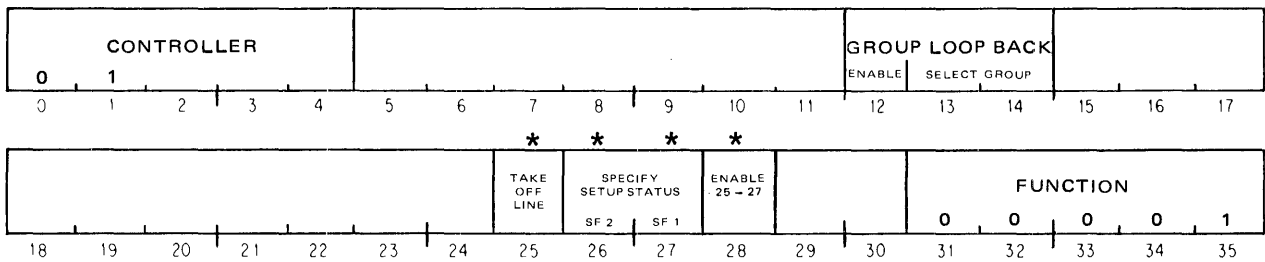 CONTROLLER
GROUP LOOP BACK
0 1
ENABLE SELECT GROUP
0 1 2 3 4 5 6 7 8 9 10 11 12 13 14 15 16 17
* * * *
TAKE OFF LINE
SPECIFY SETUP STATUS
SF 2 SF 1
ENABLE 25 – 27
FUNCTION
0 0 0 0 1
18 19 20 21 22 23 24 25 26 27 28 29 30 31 32 33 34 35